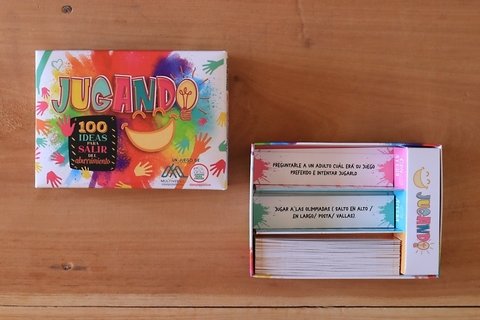 JUGANDO
100
IDEAS
PARA
SALIR
DEL
aburrimiento
UN JUEGO DE
PREGUNTARLE A UN ADULTO CUÁL ERA SU JUEGO
PREFERIDO E INTENTAR JUGARLO
JUGAR A LAS OLIMPIADAS ( SALTO EN ALTO /
EN LARGO/ POSTA/ VALLAS)
JUGANDO